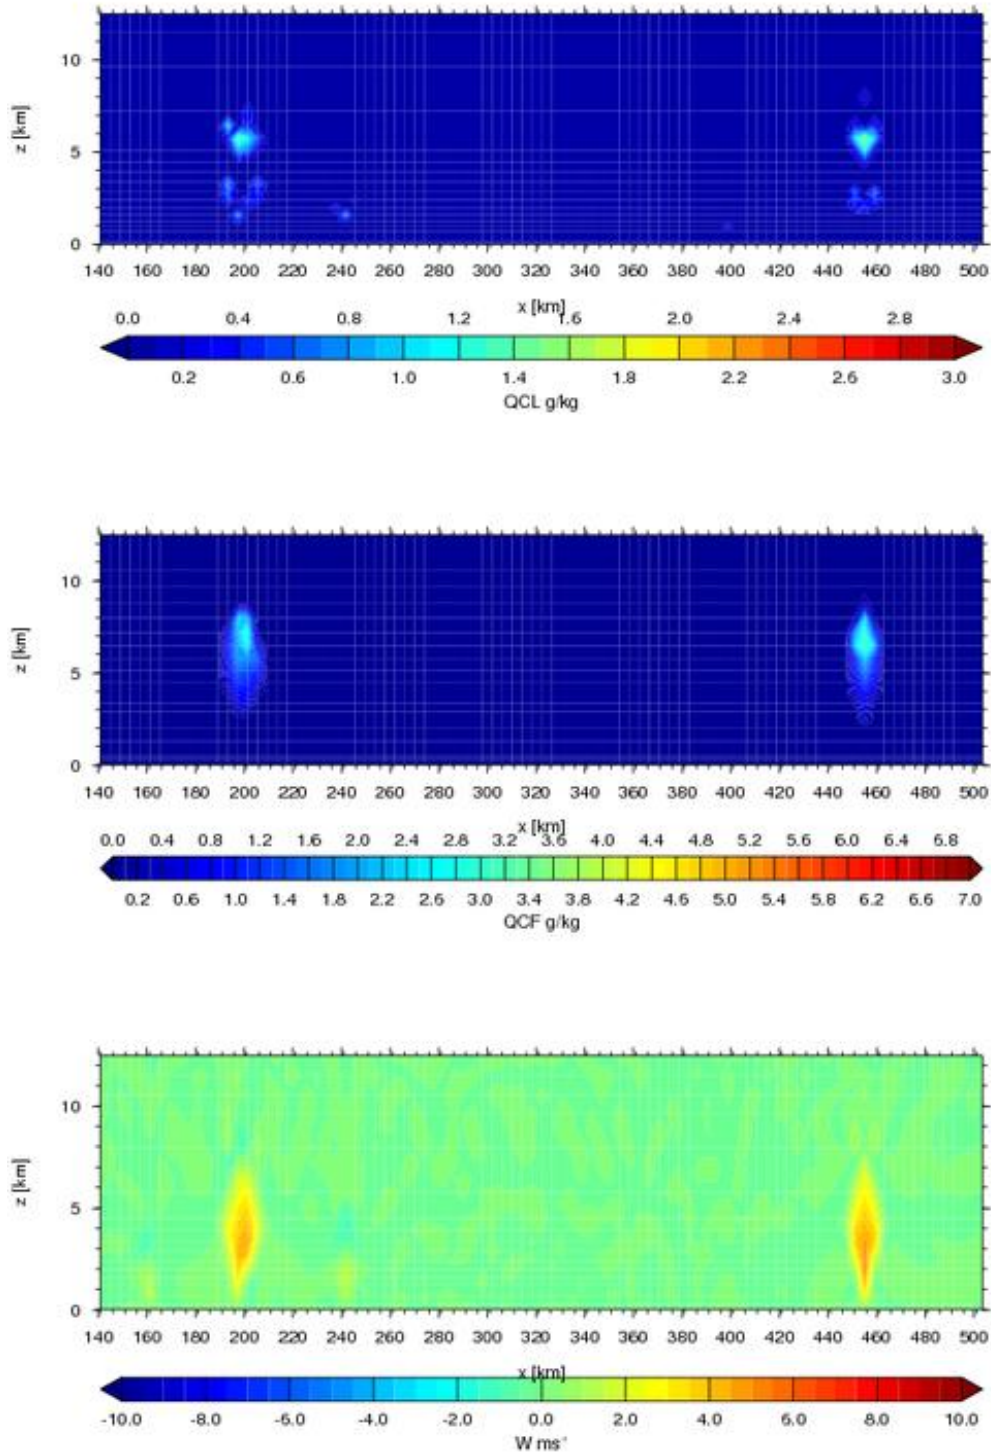 10
z [km]
5
0
140 160 180 200 220 240 260 280 300 320 340 360 380 400 420 440 460 480 500
x [km]
0.0 0.4 0.8 1.2 1.6 2.0 2.4 2.8
0.2 0.6 1.0 1.4 1.8 2.2 2.6 3.0
QCL g/kg
10
z [km]
5
0
140 160 180 200 220 240 260 280 300 320 340 360 380 400 420 440 460 480 500
x [km]
0.0 0.4 0.8 1.2 1.6 2.0 2.4 2.8 3.2 3.6 4.0 4.4 4.8 5.2 5.6 6.0 6.4 6.8
0.2 0.6 1.0 1.4 1.8 2.2 2.6 3.0 3.4 3.8 4.2 4.6 5.0 5.4 5.8 6.2 6.6 7.0
QCF g/kg
10
z [km]
5
0
140 160 180 200 220 240 260 280 300 320 340 360 380 400 420 440 460 480 500
x [km]
-10.0 -8.0 -6.0 -4.0 -2.0 0.0 2.0 4.0 6.0 8.0 10.0
W ms⁻¹